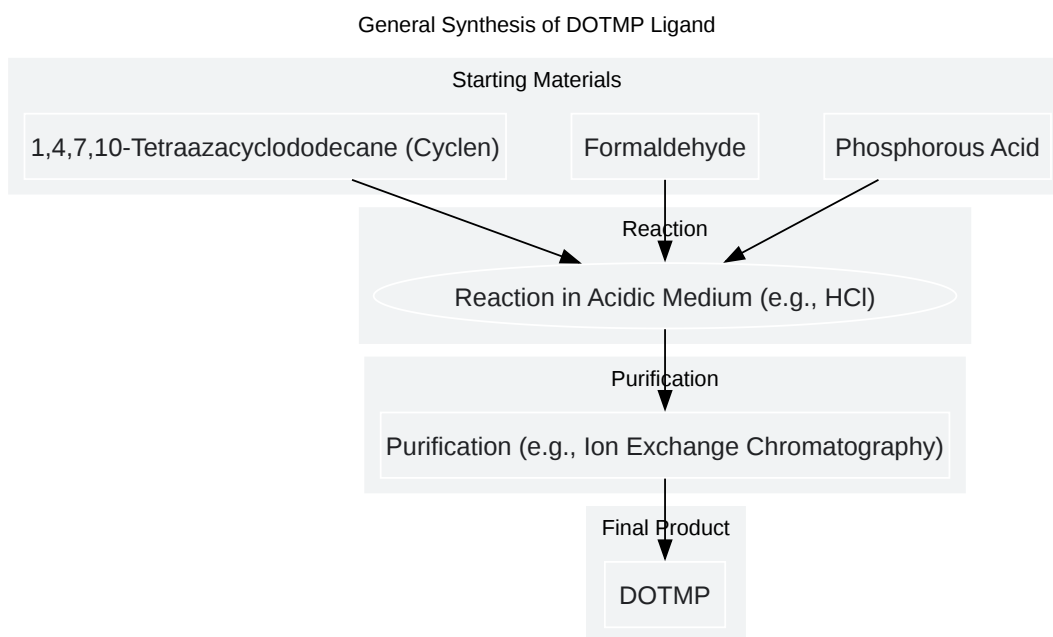 General Synthesis of DOTMP Ligand
Starting Materials
1,4,7,10-Tetraazacyclododecane (Cyclen)
Formaldehyde
Phosphorous Acid
Reaction
Reaction in Acidic Medium (e.g., HCl)
Purification
Purification (e.g., Ion Exchange Chromatography)
Final Product
DOTMP